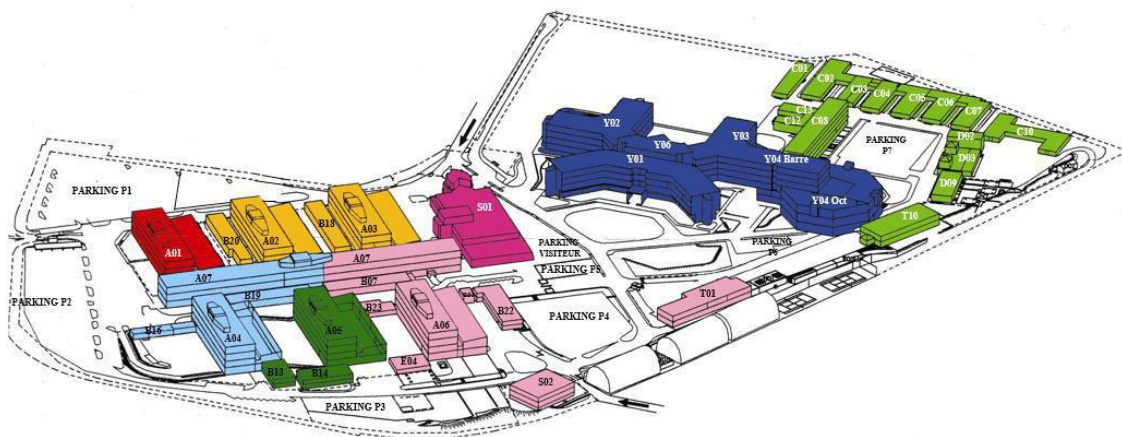 C01
C02
C03
C04
C05
C06
C07
C13
C12
C08
C10
PARKING
P7
D02
D03
D09
Y02
Y06
Y03
Y01
Y04 Barre
Y04 Oct
T10
PARKING P1
S01
B18
A03
B20
A02
A01
PARKING
VISITEUR
PARKING
P6
PARKING P5
A07
A07
B07
PARKING P2
B19
T01
B23
B22
PARKING P4
B16
A04
A05
A06
E04
B13
B14
S02
PARKING P3